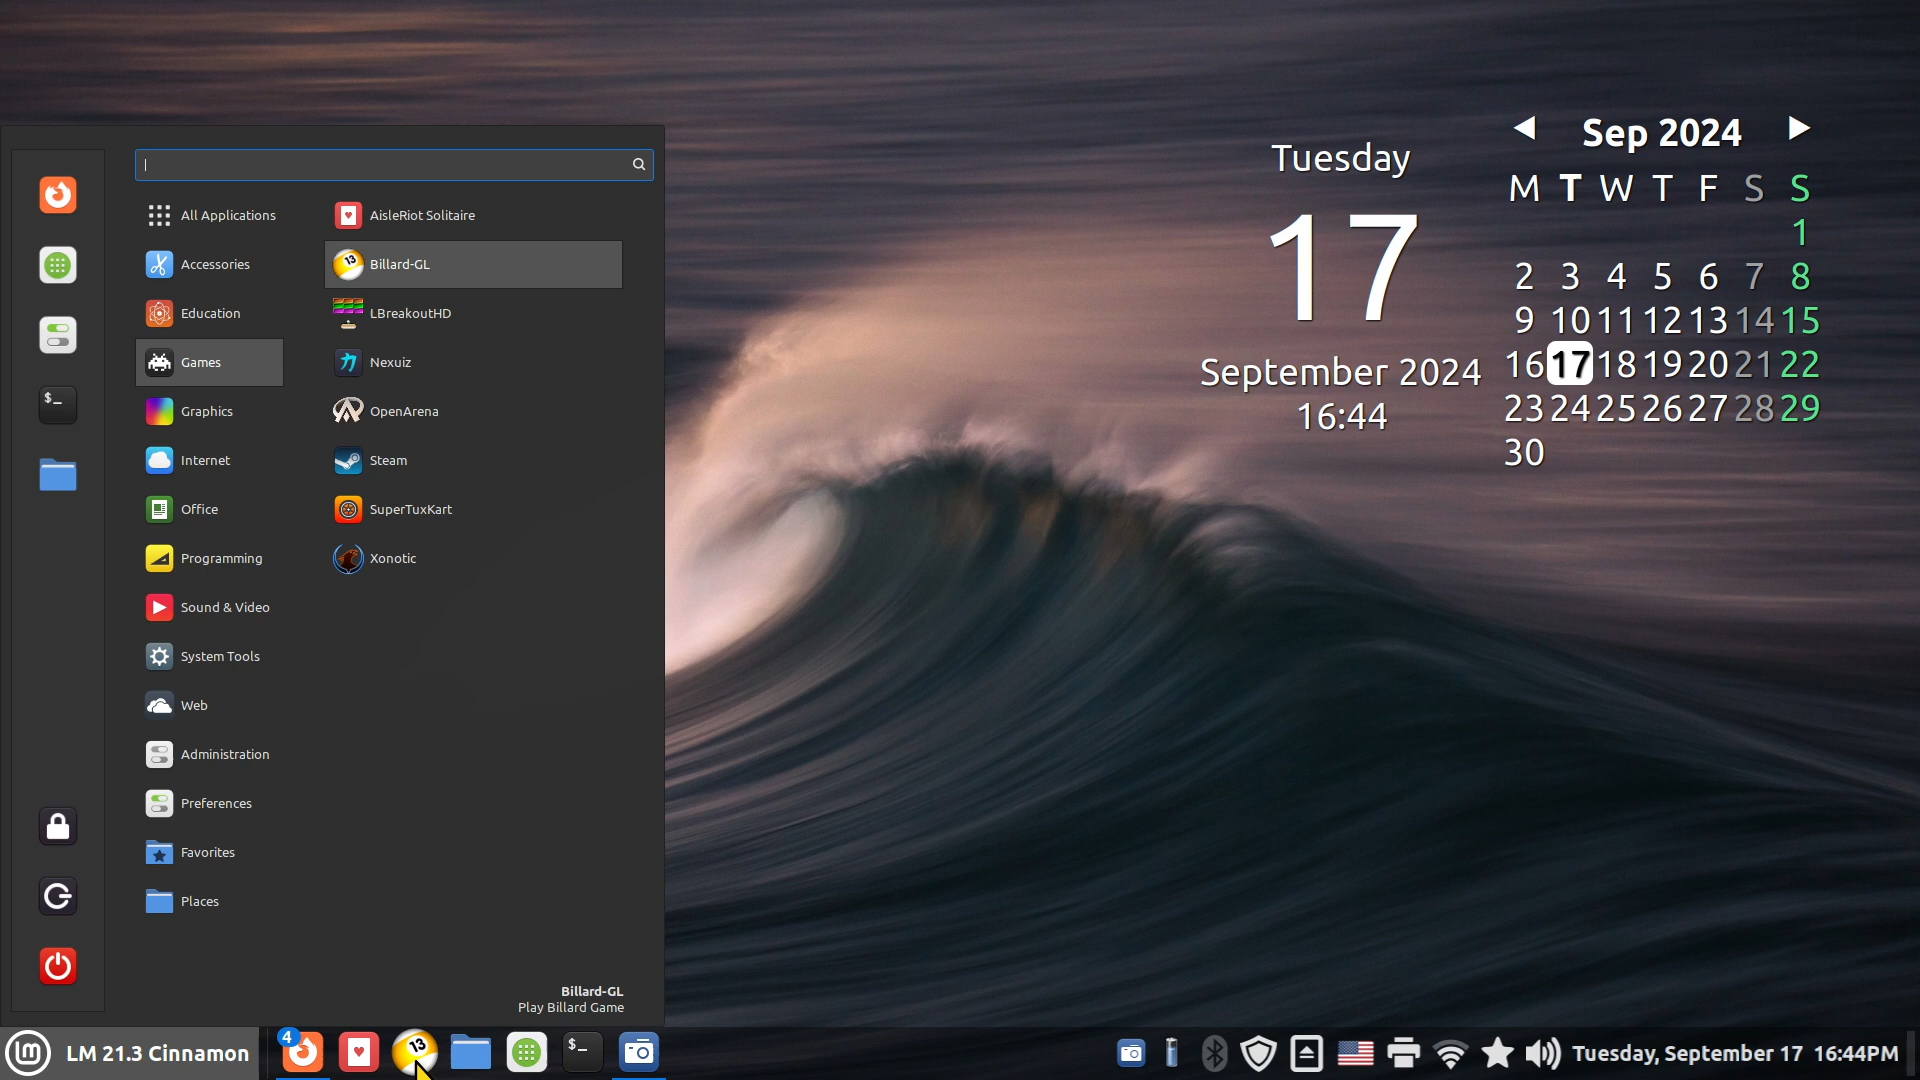 All Applications
Accessories
Education
Games
Graphics
Internet
Office
Programming
Sound & Video
System Tools
Web
Administration
Preferences
Favorites
Places
AisleRiot Solitaire
13
Billard-GL
LBreakoutHD
Nexuiz
OpenArena
Steam
SuperTuxKart
Xonotic
$_
Billard-GL
Play Billard Game
Tuesday
17
September 2024
16:44
Sep 2024
M T W T F S S
1
2 3 4 5 6 7 8
9 10 11 12 13 14 15
16 17 18 19 20 21 22
23 24 25 26 27 28 29
30
LM 21.3 Cinnamon
4
13
$_
Tuesday, September 17 16:44PM